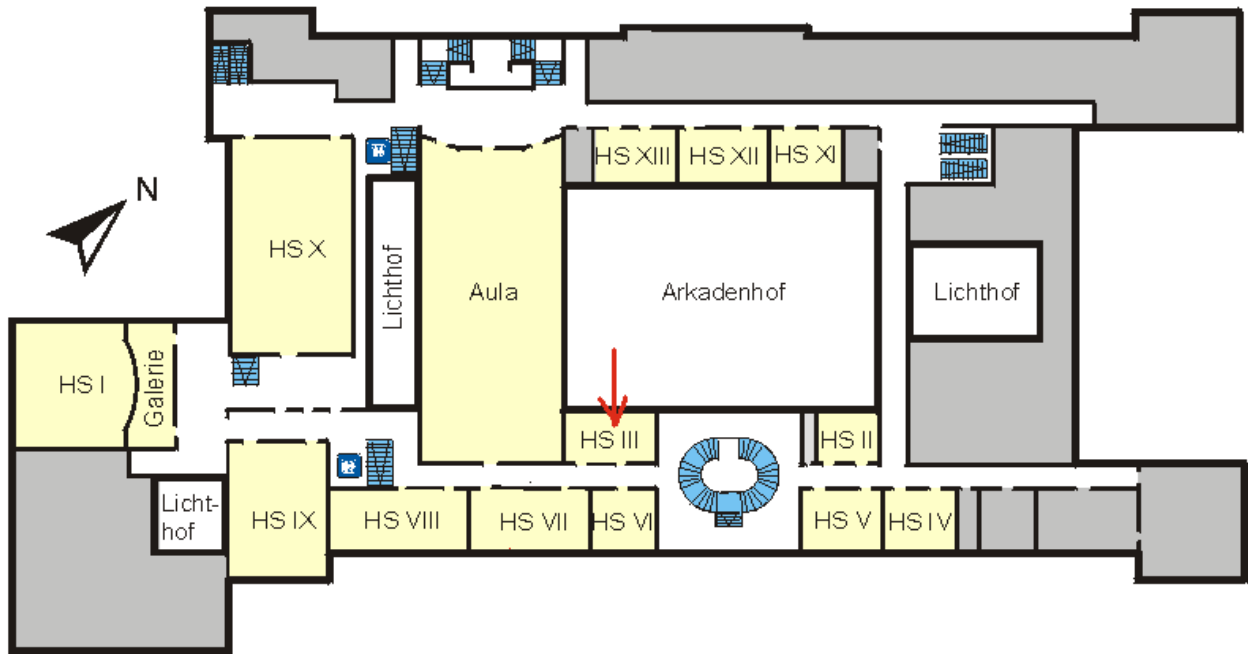 HS XIII
HS XII
HS XI
N
HS X
Lichthof
Aula
Arkadenhof
Lichthof
HS I
Galerie
HS III
HS II
Licht-
hof
HS IX
HS VIII
HS VII
HS VI
HS V
HS IV